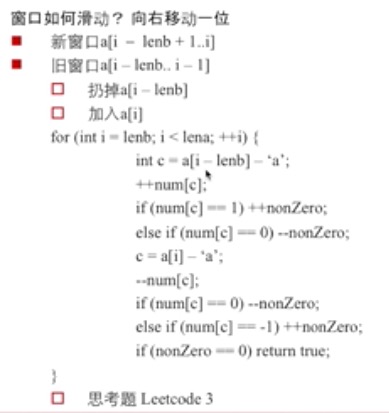 窗口如何滑动？ 向右移动一位
新窗口a[i – lenb + 1..i]
旧窗口a[i – lenb.. i – 1]
扔掉a[i – lenb]
加入a[i]
for (int i = lenb; i < lena; ++i) {
int c = a[i – lenb] – ‘a’;
++num[c];
if (num[c] == 1) ++nonZero;
else if (num[c] == 0) --nonZero;
c = a[i] – ‘a’;
--num[c];
if (num[c] == 0) --nonZero;
else if (num[c] == -1) ++nonZero;
if (nonZero == 0) return true;
}
思考题 Leetcode 3